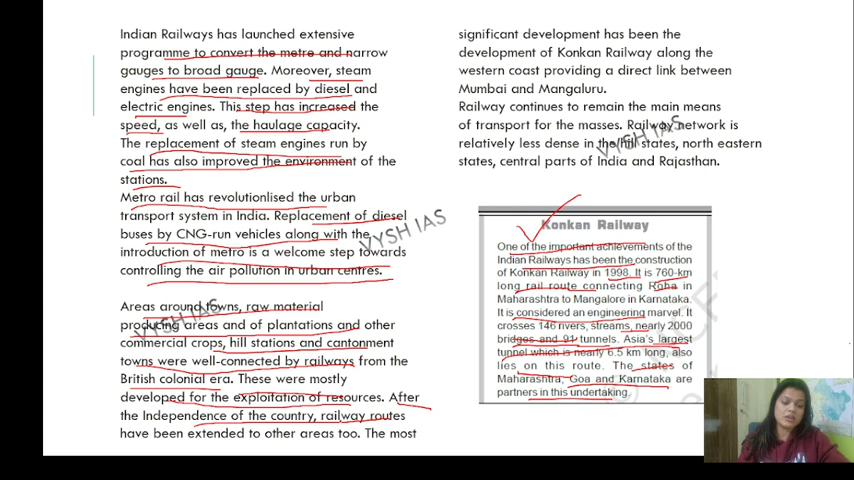 Indian Railways has launched extensive
programme to convert the metre and narrow
gauges to broad gauge. Moreover, steam
engines have been replaced by diesel and
electric engines. This step has increased the
speed, as well as, the haulage capacity.
The replacement of steam engines run by
coal has also improved the environment of the
stations.
Metro rail has revolutionised the urban
transport system in India. Replacement of diesel
buses by CNG-run vehicles along with the
introduction of metro is a welcome step towards
controlling the air pollution in urban centres.
Areas around towns, raw material
producing areas and of plantations and other
commercial crops, hill stations and cantonment
towns were well-connected by railways from the
British colonial era. These were mostly
developed for the exploitation of resources. After
the Independence of the country, railway routes
have been extended to other areas too. The most
significant development has been the
development of Konkan Railway along the
western coast providing a direct link between
Mumbai and Mangaluru.
Railway continues to remain the main means
of transport for the masses. Railway network is
relatively less dense in the hill states, north eastern
states, central parts of India and Rajasthan.
Konkan Railway
One of the important achievements of the
Indian Railways has been the construction
of Konkan Railway in 1998. It is 760-km
long rail route connecting Roha in
Maharashtra to Mangalore in Karnataka.
It is considered an engineering marvel. It
crosses 146 rivers, streams, nearly 2000
bridges and 91 tunnels. Asia's largest
tunnel which is nearly 6.5 km long, also
lies on this route. The states of
Maharashtra, Goa and Karnataka are
partners in this undertaking.
VYSH IAS
VYSH IAS
VYSH IAS